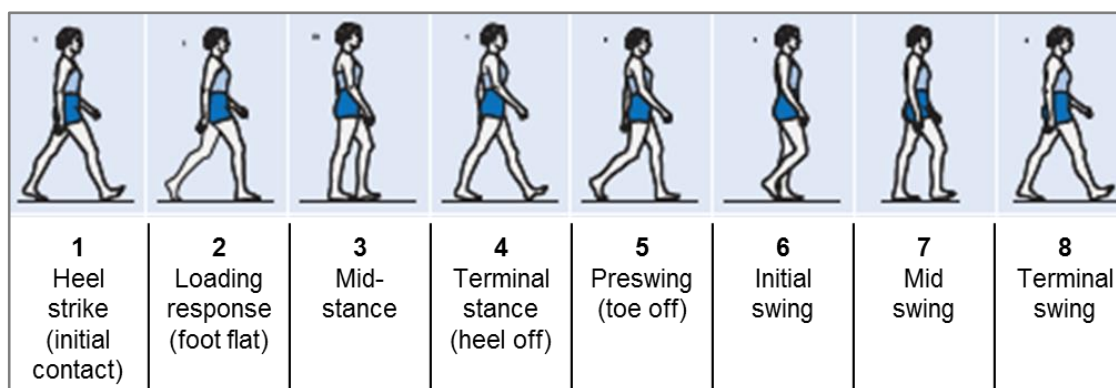 1
Heel
strike
(initial
contact)
2
Loading
response
(foot flat)
3
Mid-
stance
4
Terminal
stance
(heel off)
5
Preswing
(toe off)
6
Initial
swing
7
Mid
swing
8
Terminal
swing